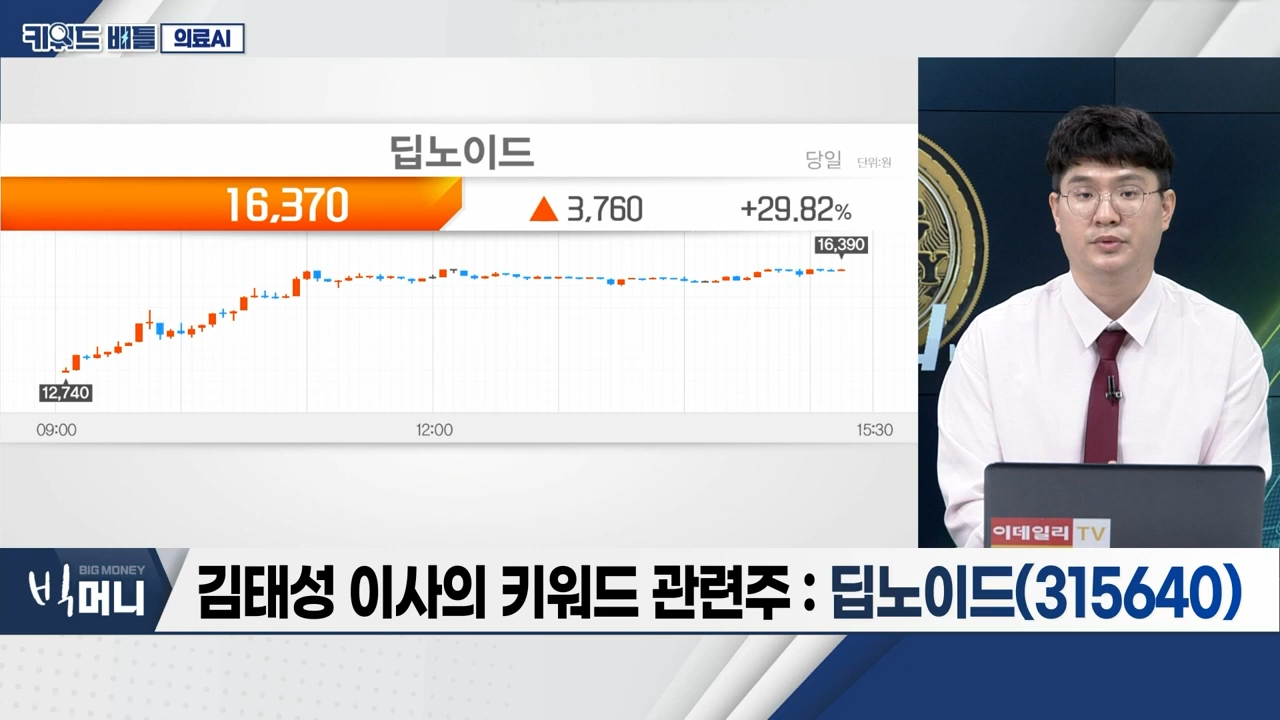 키워드 배틀 의료AI
딥노이드
당일 단위:원
16,370 ▲ 3,760 +29.82%
16,390
12,740
09:00 12:00 15:30
이데일리 TV
BIG MONEY
빅머니
김태성 이사의 키워드 관련주 : 딥노이드(315640)